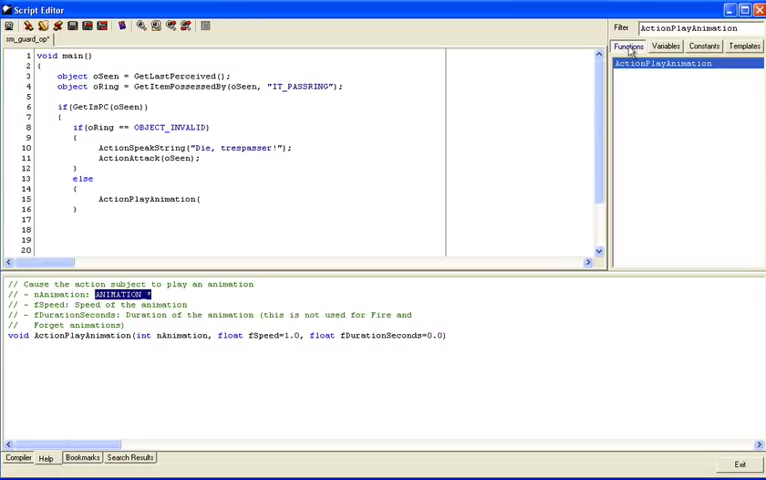 Script Editor
Filter
ActionPlayAnimation
sm_guard_op*
Functions
Variables
Constants
Templates
ActionPlayAnimation
1 void main()
2 {
3 object oSeen = GetLastPerceived();
4 object oRing = GetItemPossessedBy(oSeen, "IT_PASSRING");
5
6 if(GetIsPC(oSeen))
7 {
8 if(oRing == OBJECT_INVALID)
9 {
10 ActionSpeakString("Die, trespasser!");
11 ActionAttack(oSeen);
12 }
13 else
14 {
15 ActionPlayAnimation(
16 }
17
18
19
20
// Cause the action subject to play an animation
// - nAnimation: ANIMATION_*
// - fSpeed: Speed of the animation
// - fDurationSeconds: Duration of the animation (this is not used for Fire and
// Forget animations)
void ActionPlayAnimation(int nAnimation, float fSpeed=1.0, float fDurationSeconds=0.0)
Compiler
Help
Bookmarks
Search Results
Exit